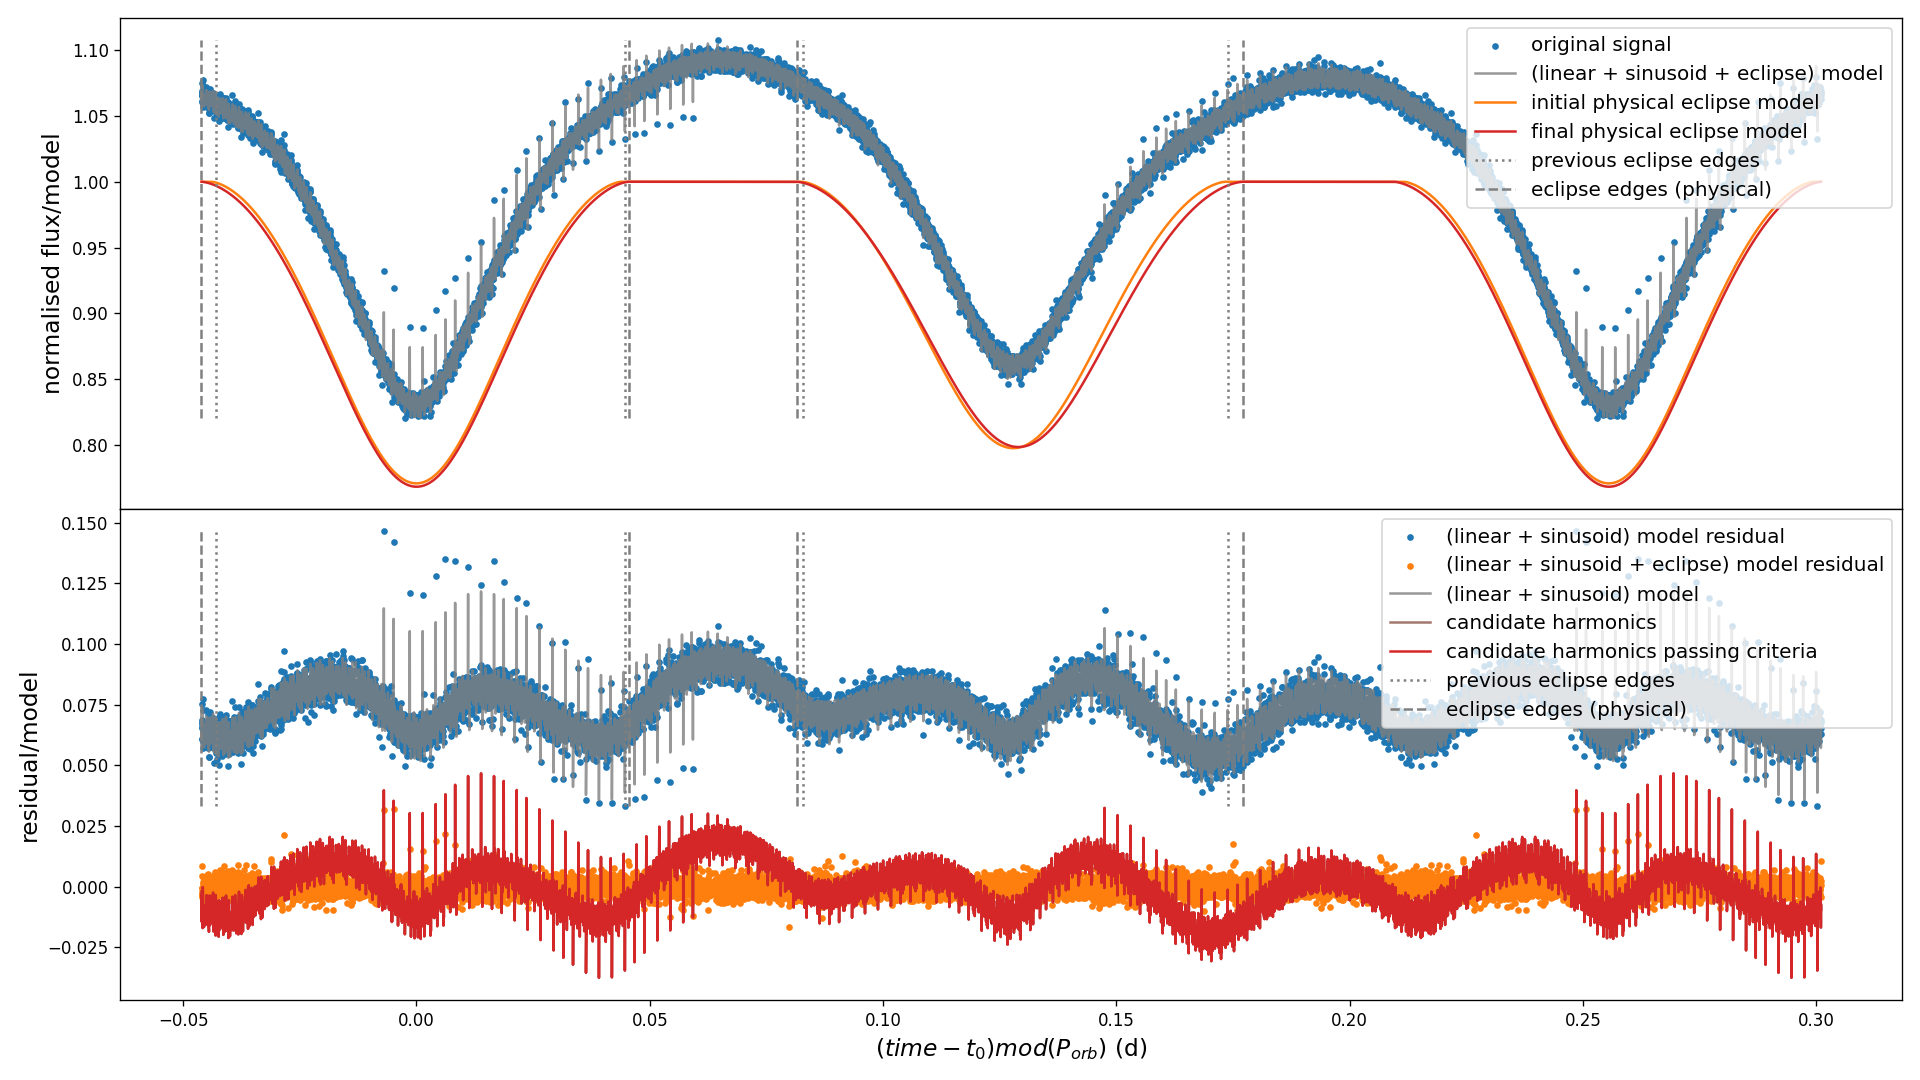 1.10
1.05
1.00
0.95
0.90
0.85
0.80
normalised flux/model
original signal
(linear + sinusoid + eclipse) model
initial physical eclipse model
final physical eclipse model
previous eclipse edges
eclipse edges (physical)
0.150
0.125
0.100
0.075
0.050
0.025
0.000
−0.025
residual/model
(linear + sinusoid) model residual
(linear + sinusoid + eclipse) model residual
(linear + sinusoid) model
candidate harmonics
candidate harmonics passing criteria
previous eclipse edges
eclipse edges (physical)
−0.05 0.00 0.05 0.10 0.15 0.20 0.25 0.30
(time − t₀)mod(Pₒᵣb) (d)